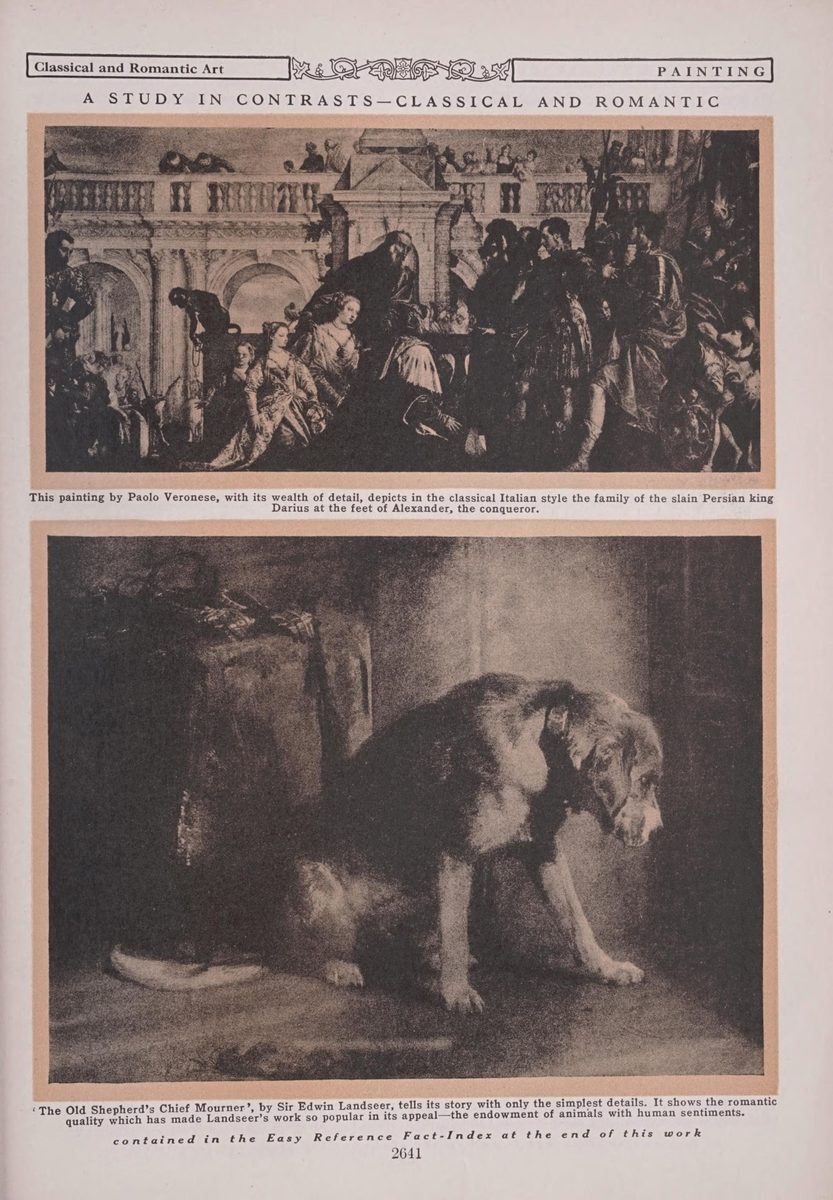 Classical and Romantic Art
PAINTING
A STUDY IN CONTRASTS—CLASSICAL AND ROMANTIC
This painting by Paolo Veronese, with its wealth of detail, depicts in the classical Italian style the family of the slain Persian king
Darius at the feet of Alexander, the conqueror.
'The Old Shepherd's Chief Mourner', by Sir Edwin Landseer, tells its story with only the simplest details. It shows the romantic
quality which has made Landseer's work so popular in its appeal—the endowment of animals with human sentiments.
contained in the Easy Reference Fact-Index at the end of this work
2641